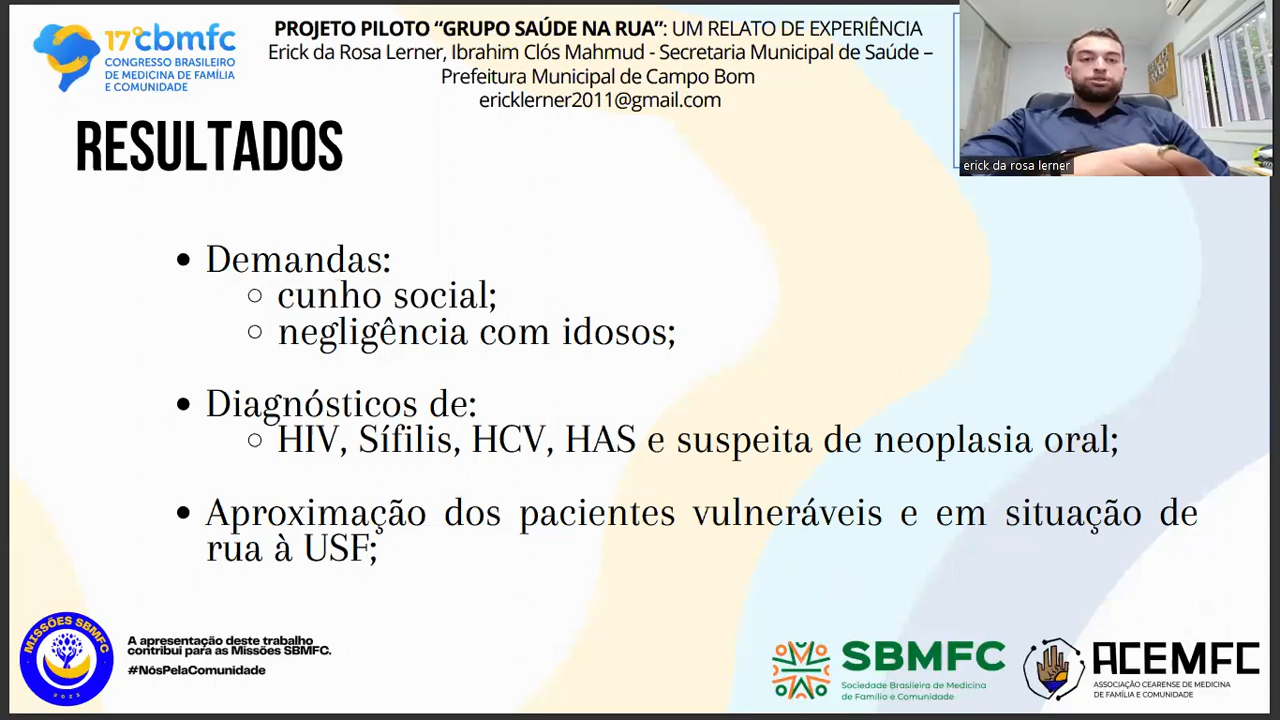 17º cbmfc
CONGRESSO BRASILEIRO
DE MEDICINA DE FAMÍLIA
E COMUNIDADE
PROJETO PILOTO “GRUPO SAÚDE NA RUA”: UM RELATO DE EXPERIÊNCIA
Erick da Rosa Lerner, Ibrahim Clós Mahmud - Secretaria Municipal de Saúde –
Prefeitura Municipal de Campo Bom
ericklerner2011@gmail.com
erick da rosa lerner
RESULTADOS
• Demandas:
○ cunho social;
○ negligência com idosos;
• Diagnósticos de:
○ HIV, Sífilis, HCV, HAS e suspeita de neoplasia oral;
• Aproximação dos pacientes vulneráveis e em situação de
rua à USF;
MISSÕES SBMFC
2022
A apresentação deste trabalho
contribui para as Missões SBMFC.
#NósPelaComunidade
SBMFC
Sociedade Brasileira de Medicina
de Família e Comunidade
ACEMFC
ASSOCIAÇÃO CEARENSE DE MEDICINA
DE FAMÍLIA E COMUNIDADE